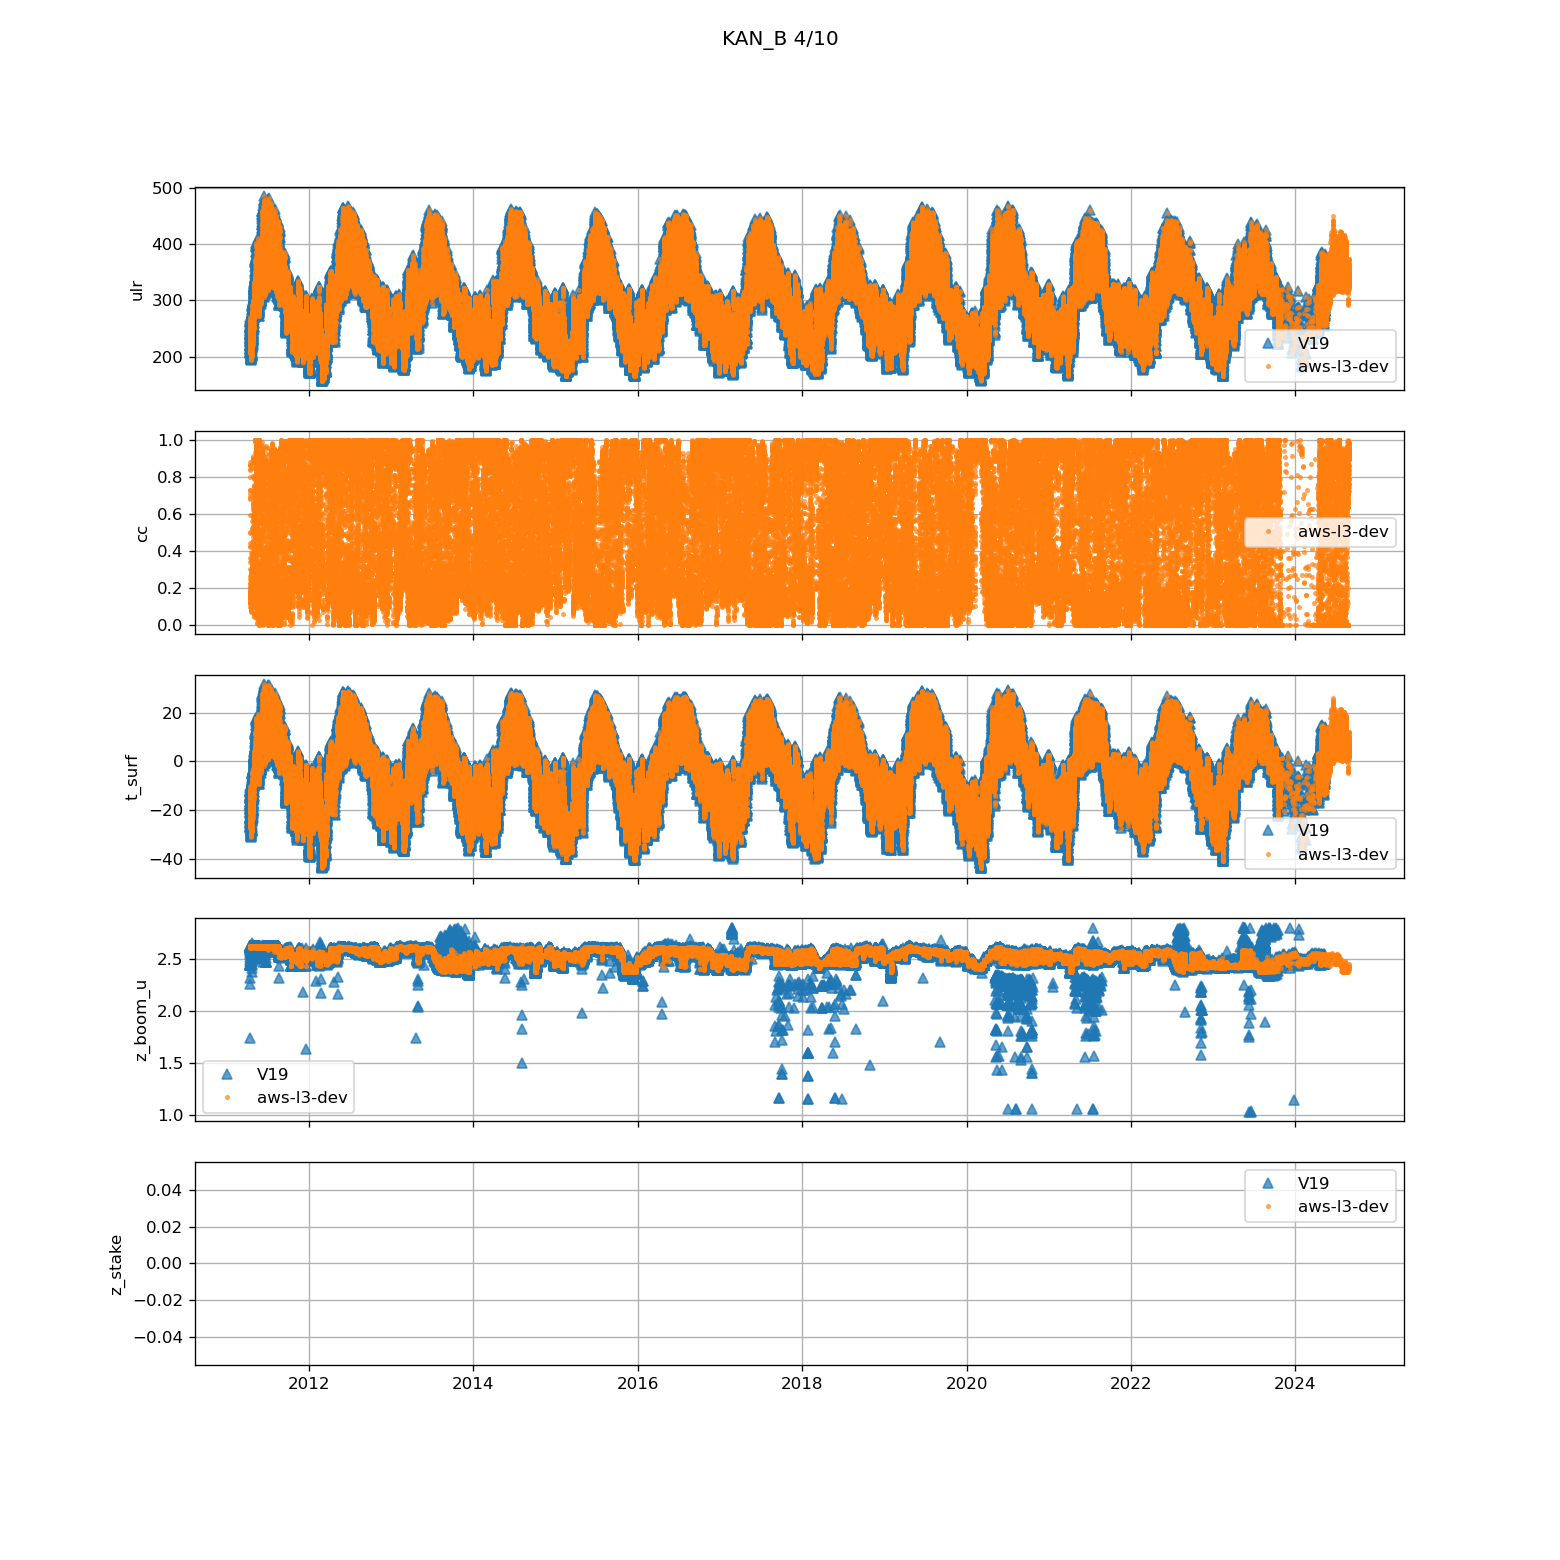 KAN_B 4/10
500
400
300
200
ulr
V19
aws-l3-dev
1.0
0.8
0.6
0.4
0.2
0.0
cc
aws-l3-dev
20
0
−20
−40
t_surf
V19
aws-l3-dev
2.5
2.0
1.5
1.0
z_boom_u
V19
aws-l3-dev
0.04
0.02
0.00
−0.02
−0.04
z_stake
V19
aws-l3-dev
2012 2014 2016 2018 2020 2022 2024